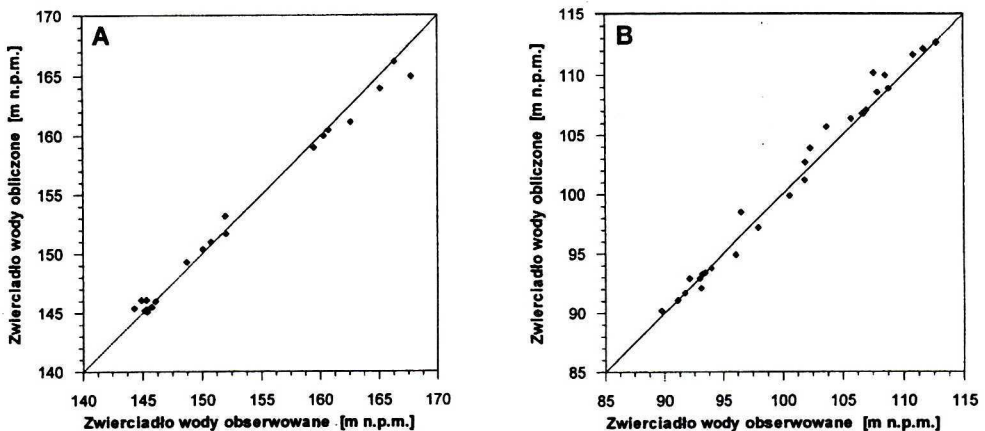 A
Zwierciadło wody obliczone [m n.p.m.]
170
165
160
155
150
145
140
140 145 150 155 160 165 170
Zwierciadło wody obserwowane [m n.p.m.]
B
Zwierciadło wody obliczone [m n.p.m.]
115
110
105
100
95
90
85
85 90 95 100 105 110 115
Zwierciadło wody obserwowane [m n.p.m.]